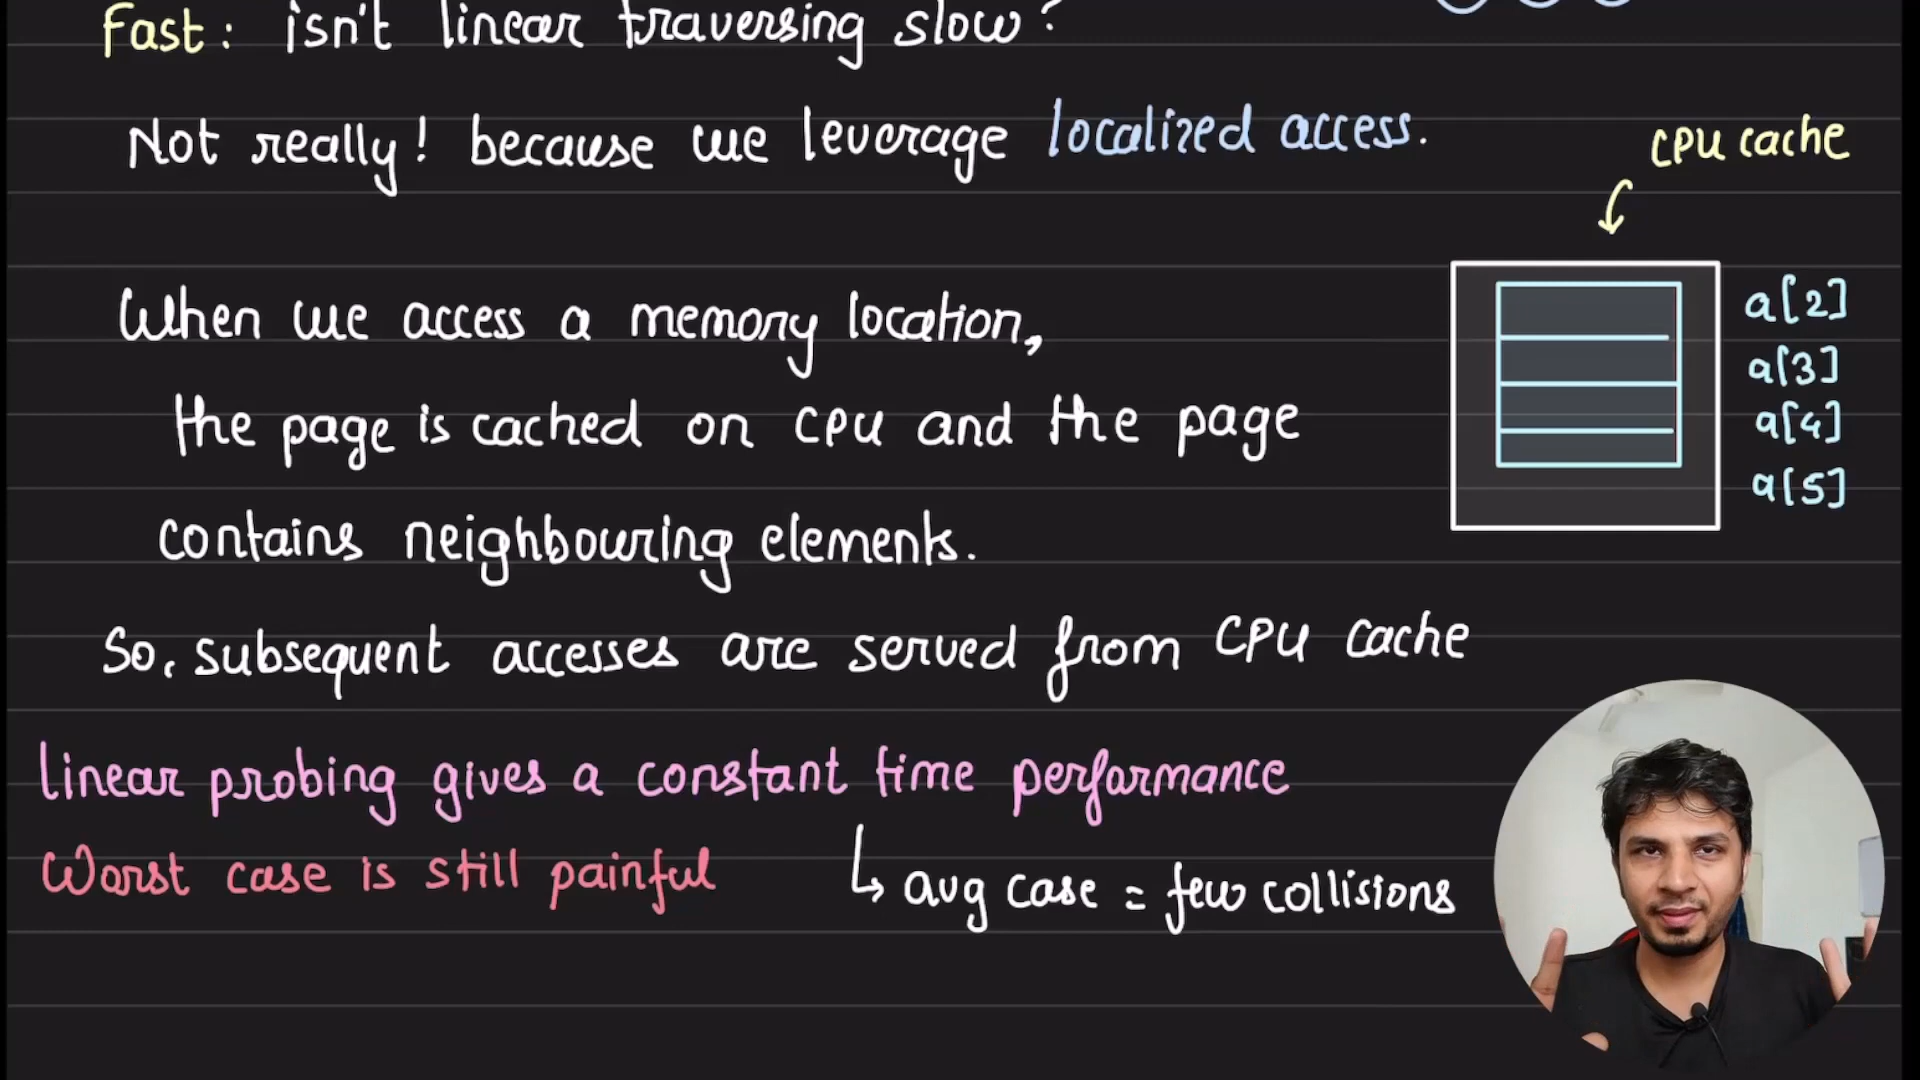 Fast: isn't linear traversing slow?
Not really! because we leverage localized access.
CPU cache
When we access a memory location,
the page is cached on CPU and the page
contains neighbouring elements.
a[2]
a[3]
a[4]
a[5]
So, subsequent accesses are served from CPU cache
linear probing gives a constant time performance
Worst case is still painful
↳ avg case = few collisions